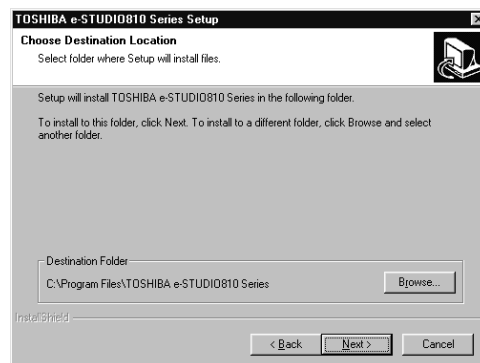 TOSHIBA e-STUDIO810 Series Setup
Choose Destination Location
Select folder where Setup will install files.
Setup will install TOSHIBA e-STUDIO810 Series in the following folder.
To install to this folder, click Next. To install to a different folder, click Browse and select
another folder.
Destination Folder
C:\Program Files\TOSHIBA e-STUDIO810 Series
Browse...
InstallShield
< Back
Next >
Cancel